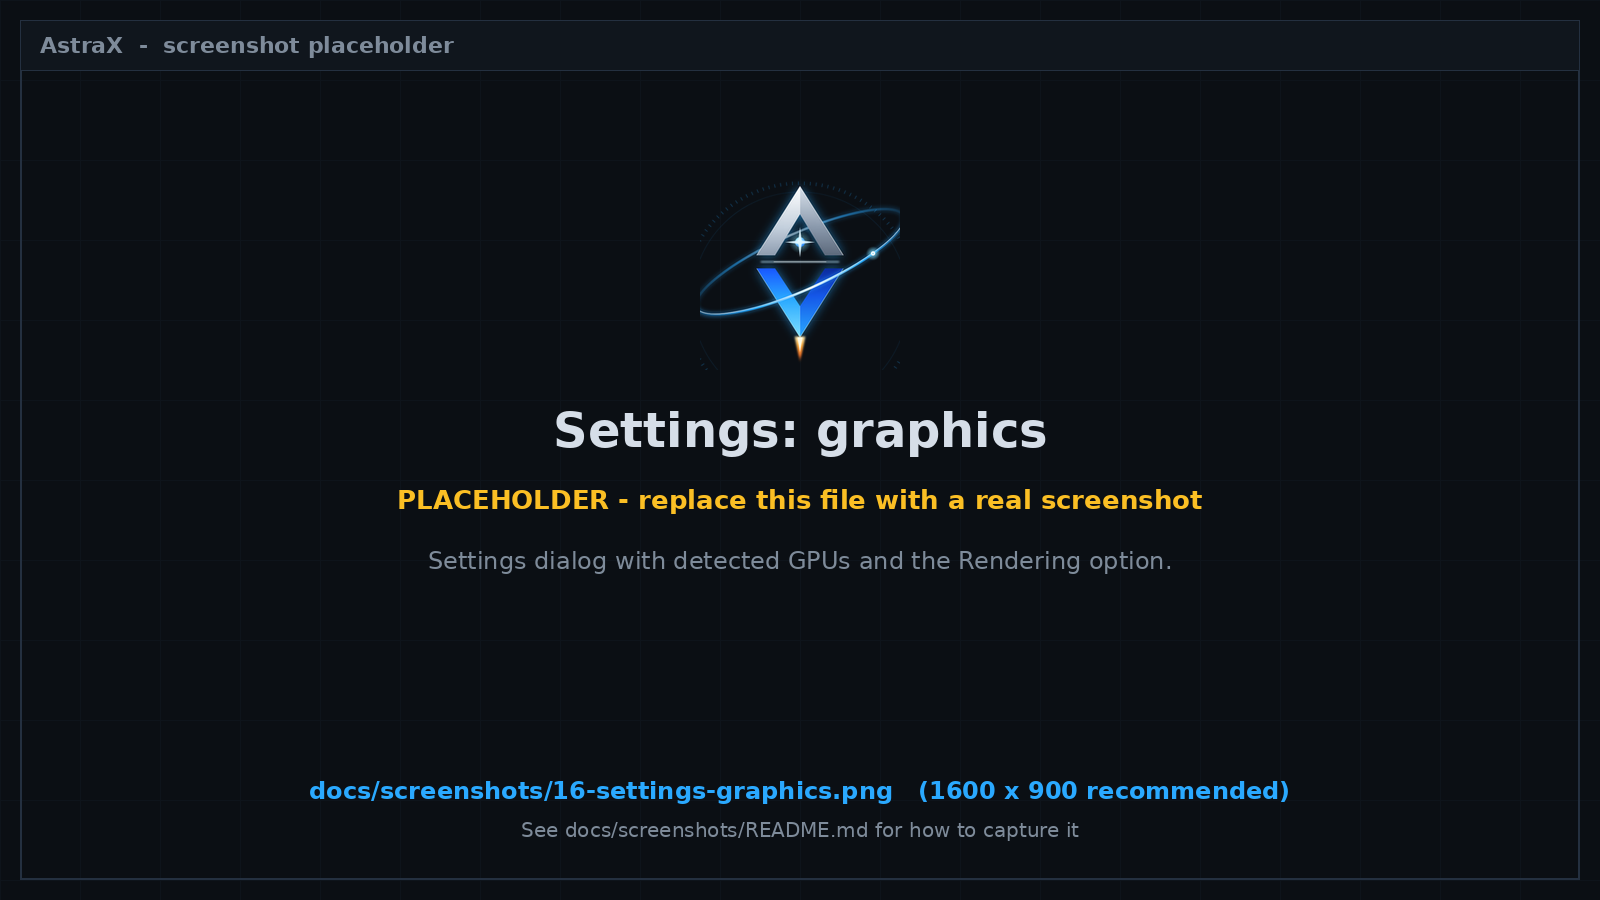 AstraX - screenshot placeholder
Settings: graphics
PLACEHOLDER - replace this file with a real screenshot
Settings dialog with detected GPUs and the Rendering option.
docs/screenshots/16-settings-graphics.png (1600 x 900 recommended)
See docs/screenshots/README.md for how to capture it